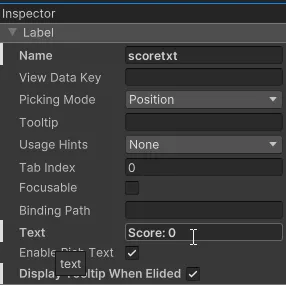 Inspector
Label
Name scoretxt
View Data Key
Picking Mode Position
Tooltip
Usage Hints None
Tab Index 0
Focusable
Binding Path
Text Score: 0
Enable Rich Text
text
Display Tooltip When Elided